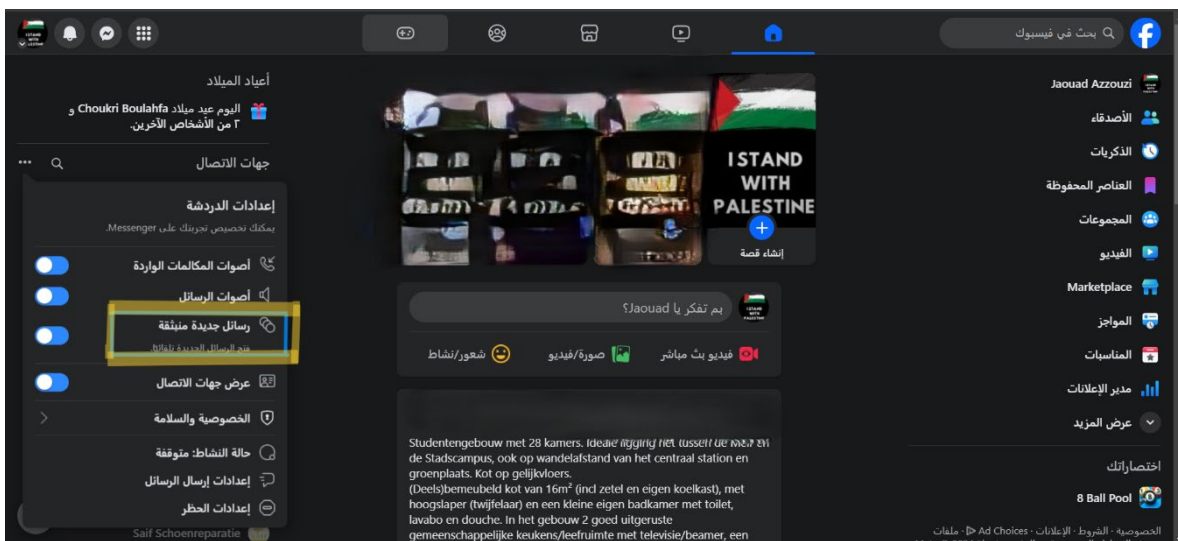 بحث في فيسبوك
Jaouad Azzouzi
الأصدقاء
الذكريات
العناصر المحفوظة
المجموعات
الفيديو
Marketplace
المواجز
المناسبات
مدير الإعلانات
عرض المزيد
اختصاراتك
8 Ball Pool
الخصوصية · الشروط · الإعلانات · Ad Choices · ملفات
I STAND
WITH
PALESTINE
إنشاء قصة
بم تفكر يا Jaouad؟
فيديو بث مباشر
صورة/فيديو
شعور/نشاط
Studentengebouw met 28 kamers. Ideale ligging net tussen de
de Stadscampus, ook op wandelafstand van het centraal station en
groenplaats. Kot op gelijkvloers.
(Deels)bemeubeld kot van 16m² (incl zetel en eigen koelkast), met
hoogslaper (twijfelaar) en een kleine eigen badkamer met toilet,
lavabo en douche. In het gebouw 2 goed uitgeruste
gemeenschappelijke keukens/leefruimte met televisie/beamer, een
أعياد الميلاد
اليوم عيد ميلاد Choukri Boulahfa و
٢ من الأشخاص الآخرين.
جهات الاتصال
إعدادات الدردشة
يمكنك تخصيص تجربتك على Messenger.
أصوات المكالمات الواردة
أصوات الرسائل
رسائل جديدة منبثقة
فتح الرسائل الجديدة تلقائيًا.
عرض جهات الاتصال
الخصوصية والسلامة
حالة النشاط: متوقفة
إعدادات إرسال الرسائل
إعدادات الحظر
Saif Schoenreparatie